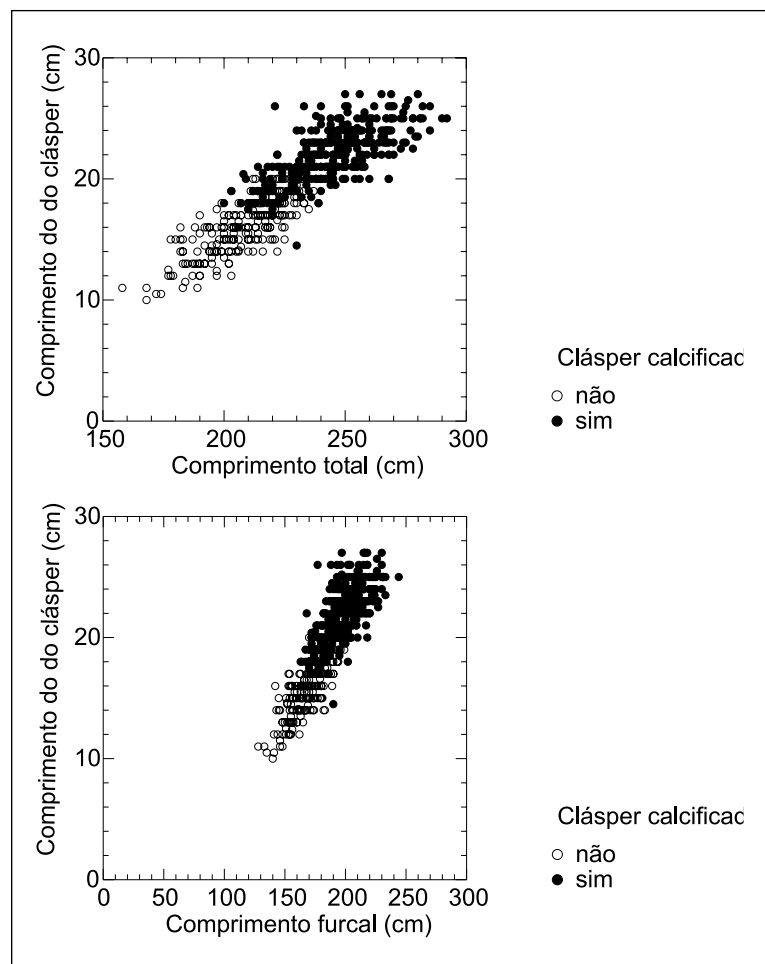 30
20
10
0
Comprimento do do clásper (cm)
150
200
250
300
Comprimento total (cm)
Clásper calcificad
não
sim
30
20
10
0
Comprimento do do clásper (cm)
0
50
100
150
200
250
300
Comprimento furcal (cm)
Clásper calcificad
não
sim